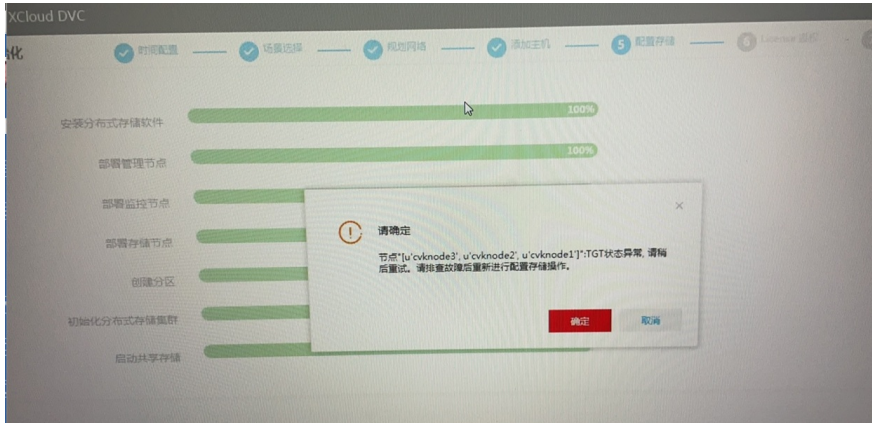 XCloud DVC
化
时间配置
场景选择
规划网络
添加主机
5 配置存储
6 License 授权
安装分布式存储软件 100%
部署管理节点 100%
部署监控节点
部署存储节点
创建分区
初始化分布式存储集群
启动共享存储
请确定
节点"[u'cvknode3', u'cvknode2', u'cvknode1']":TGT状态异常, 请稍
后重试。请排查故障后重新进行配置存储操作。
确定
取消